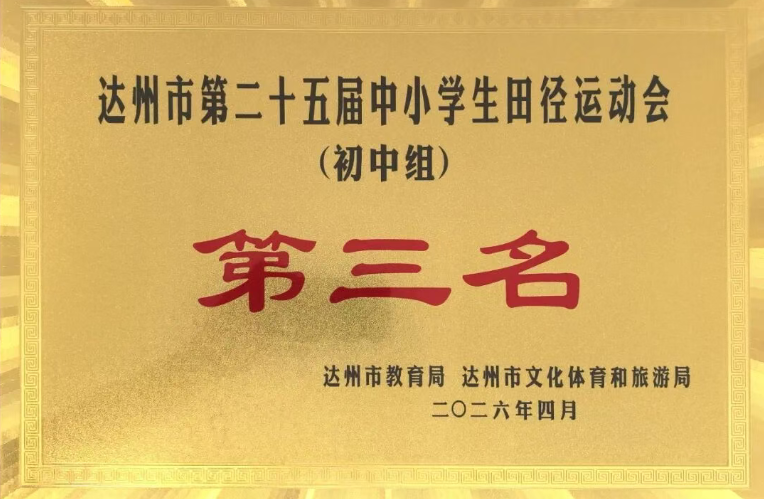 达州市第二十五届中小学生田径运动会
(初中组)
第三名
达州市教育局 达州市文化体育和旅游局
二〇二六年四月